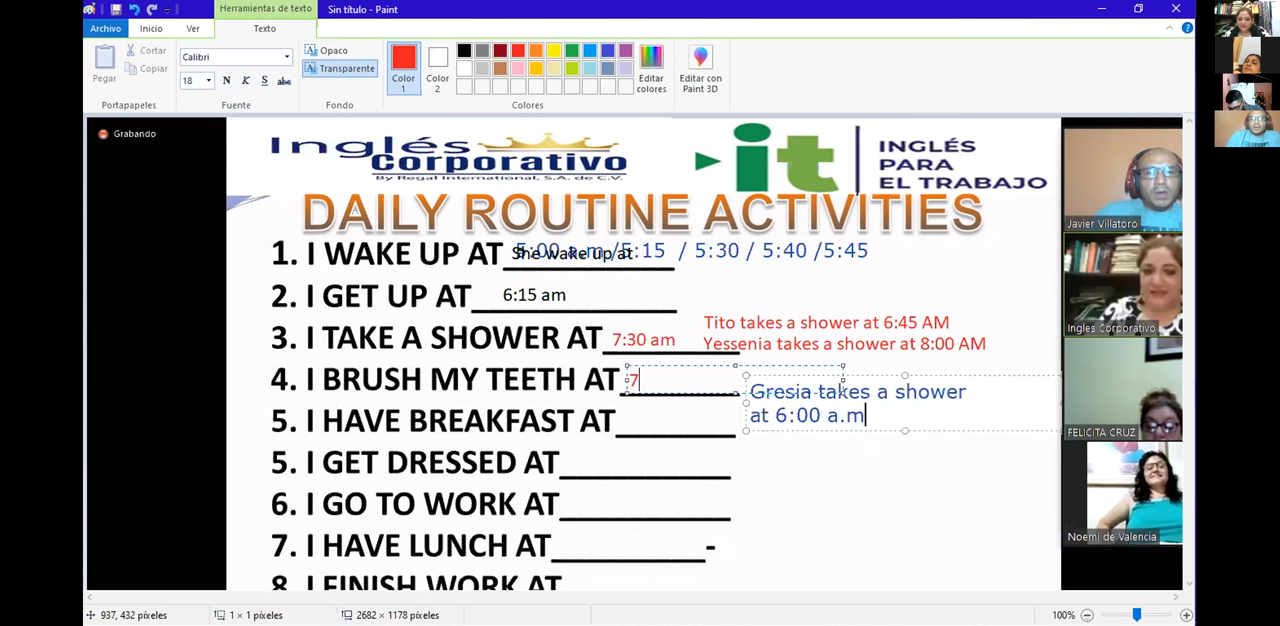 Herramientas de texto
Sin título - Paint
Archivo
Inicio
Ver
Texto
Pegar
Cortar
Copiar
Portapapeles
Calibri
18
N K S abc
Fuente
Opaco
Transparente
Fondo
Color 1
Color 2
Editar colores
Editar con Paint 3D
Colores
Grabando
Inglés Corporativo
By Regal International, S.A. de C.V.
it
INGLÉS
PARA
EL TRABAJO
DAILY ROUTINE ACTIVITIES
1. I WAKE UP AT
She wake up at
5:00 a.m /5:15 / 5:30 / 5:40 /5:45
2. I GET UP AT 6:15 am
3. I TAKE A SHOWER AT 7:30 am
Tito takes a shower at 6:45 AM
Yessenia takes a shower at 8:00 AM
4. I BRUSH MY TEETH AT 7
Gresia takes a shower
at 6:00 a.m
5. I HAVE BREAKFAST AT
5. I GET DRESSED AT
6. I GO TO WORK AT
7. I HAVE LUNCH AT -
8. I FINISH WORK AT
Javier Villatoro
Ingles Corporativo
FELICITA CRUZ
Noemi de Valencia
937, 432 píxeles
1 × 1 píxeles
2682 × 1178 píxeles
100%